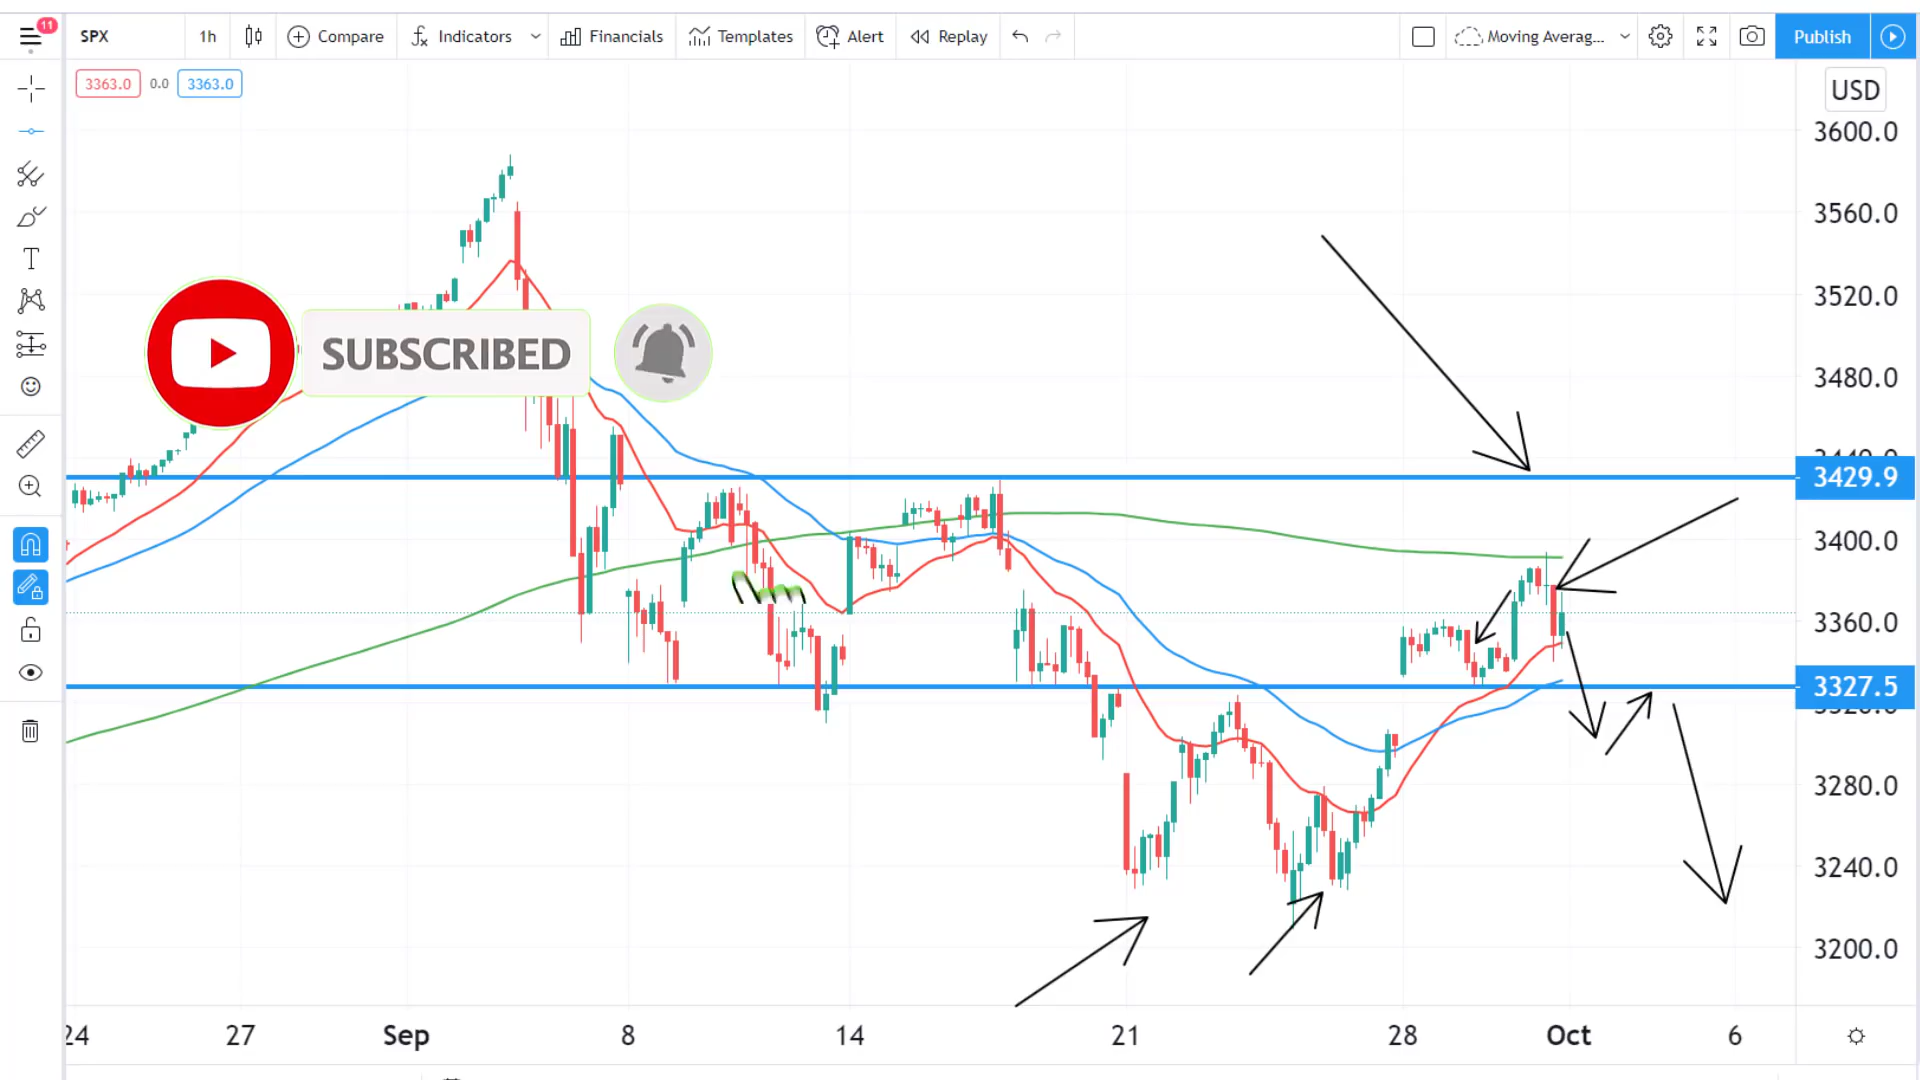 11
SPX 1h Compare Indicators Financials Templates Alert Replay Moving Averag... Publish
3363.0 0.0 3363.0
USD
3600.0
3560.0
3520.0
SUBSCRIBED
3480.0
3429.9
3400.0
3360.0
3327.5
3280.0
3240.0
3200.0
24 27 Sep 8 14 21 28 Oct 6